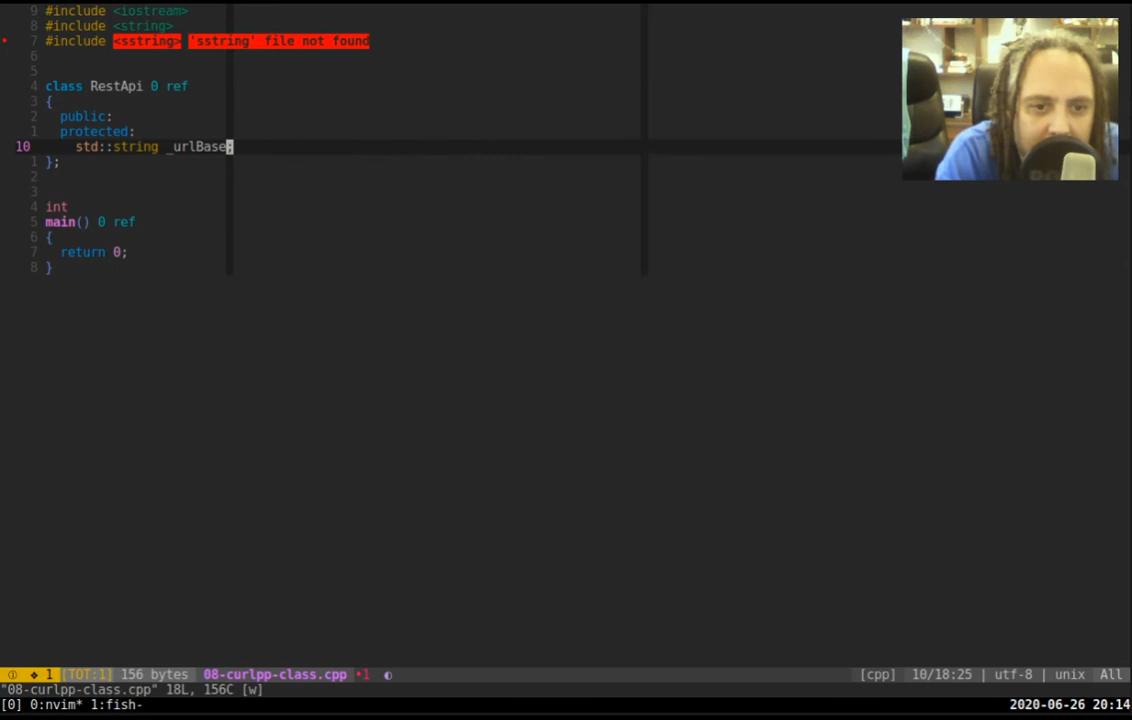 9 #include <iostream>
8 #include <string>
7 #include <sstring> 'sstring' file not found
6
5
4 class RestApi 0 ref
3 {
2 public:
1 protected:
10 std::string _urlBase;
1 };
2
3
4 int
5 main() 0 ref
6 {
7 return 0;
8 }
① ❖ 1 [TOT:1] 156 bytes 08-curlpp-class.cpp •1 ◐ [cpp] 10/18:25 | utf-8 | unix All
"08-curlpp-class.cpp" 18L, 156C [w]
[0] 0:nvim* 1:fish- 2020-06-26 20:14